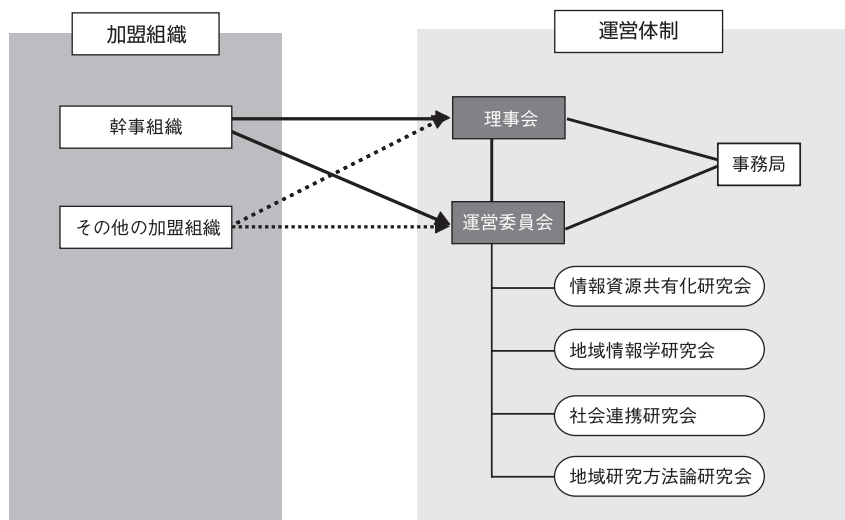 加盟組織
幹事組織
その他の加盟組織
運営体制
理事会
運営委員会
事務局
情報資源共有化研究会
地域情報学研究会
社会連携研究会
地域研究方法論研究会